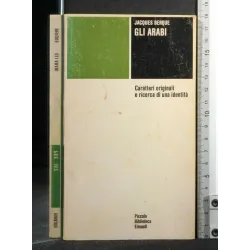 JACQUES BERQUE
GLI ARABI
Caratteri originali
e ricerca di una identità
Piccola
Biblioteca
Einaudi